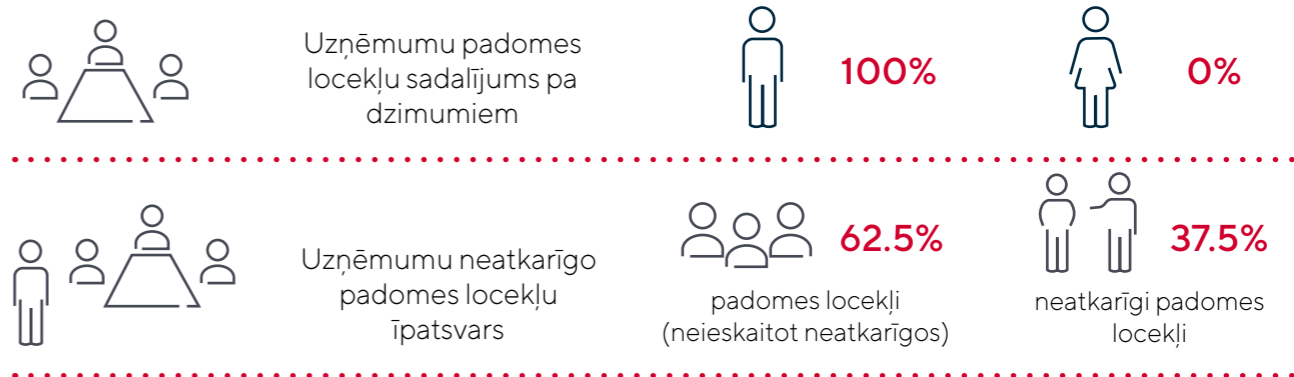 Uzņēmumu padomes
locekļu sadalījums pa
dzimumiem
100%
0%
Uzņēmumu neatkarīgo
padomes locekļu
īpatsvars
62.5%
padomes locekļi
(neieskaitot neatkarīgos)
37.5%
neatkarīgi padomes
locekļi